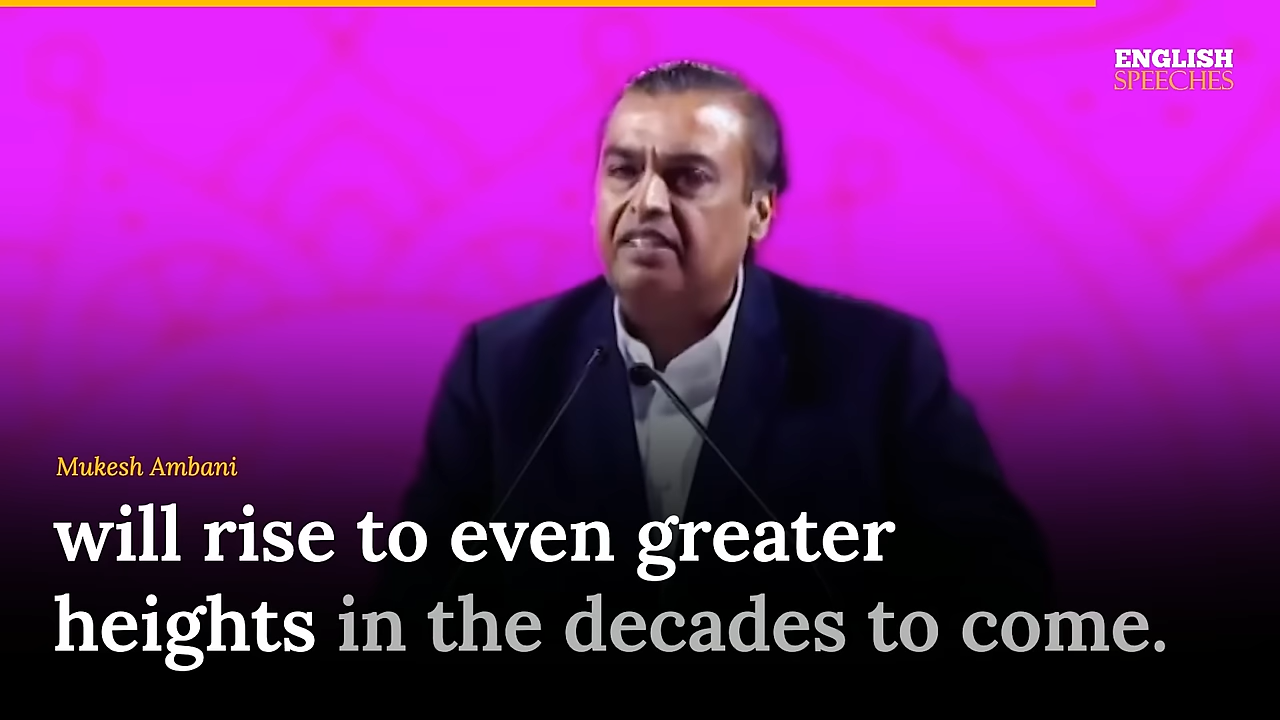 ENGLISH
SPEECHES
Mukesh Ambani
will rise to even greater
heights in the decades to come.